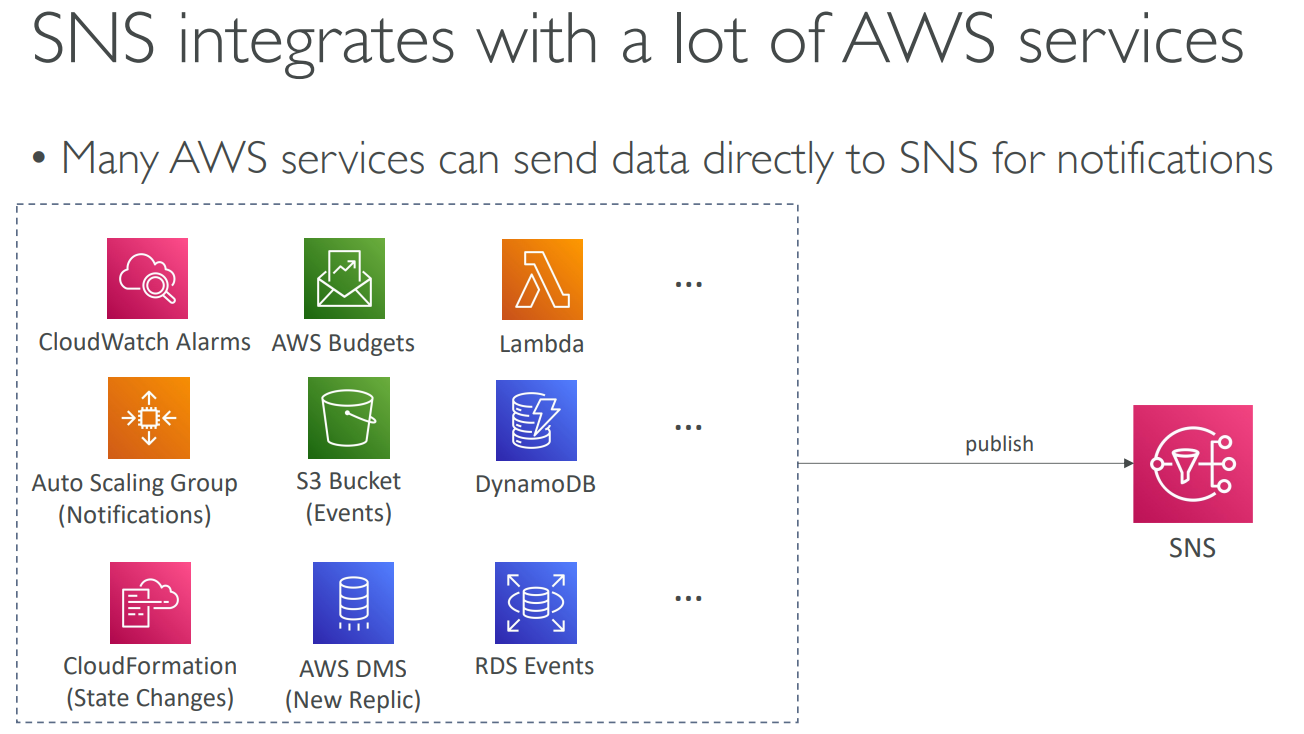 SNS integrates with a lot of AWS services
• Many AWS services can send data directly to SNS for notifications
CloudWatch Alarms
AWS Budgets
Lambda
...
Auto Scaling Group
(Notifications)
S3 Bucket
(Events)
DynamoDB
...
publish
SNS
CloudFormation
(State Changes)
AWS DMS
(New Replic)
RDS Events
...